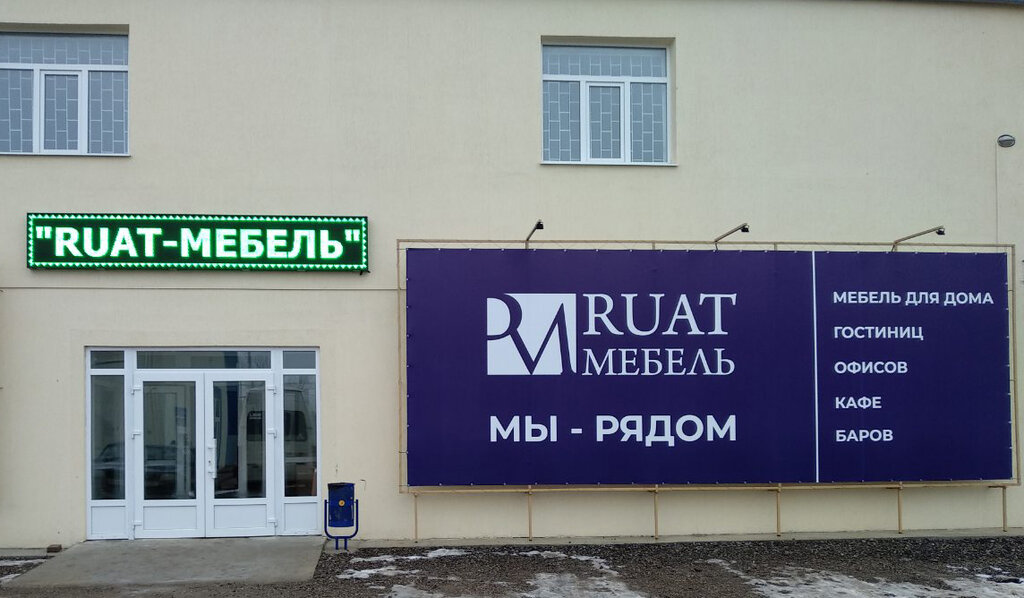 "RUAT-МЕБЕЛЬ"
RUAT
МЕБЕЛЬ
МЫ - РЯДОМ
МЕБЕЛЬ ДЛЯ ДОМА
ГОСТИНИЦ
ОФИСОВ
КАФЕ
БАРОВ